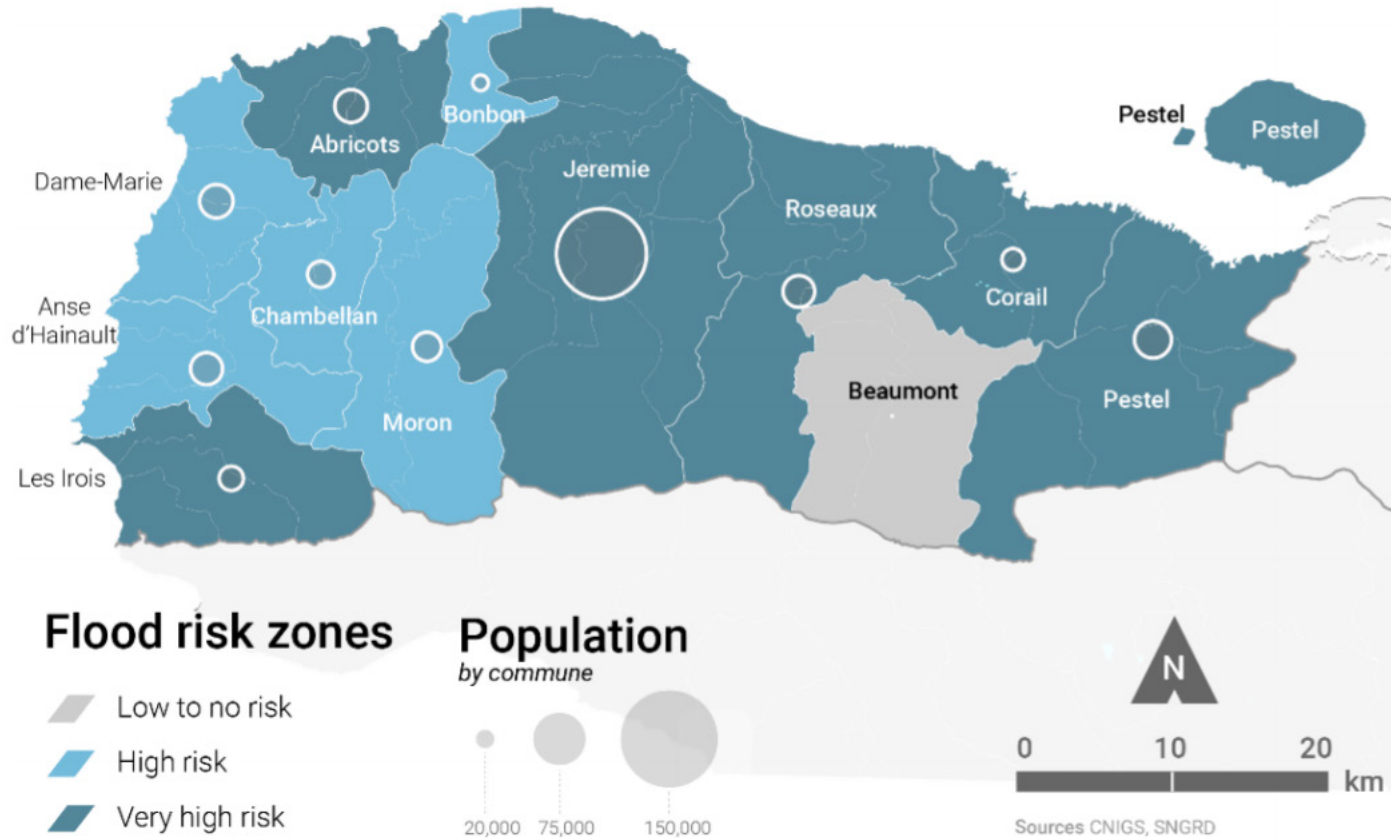 Bonbon
Pestel
Pestel
Abricots
Dame-Marie
Jeremie
Roseaux
Anse
d'Hainault
Chambellan
Corail
Beaumont
Pestel
Moron
Les Irois
Flood risk zones
Low to no risk
High risk
Very high risk
Population
by commune
20,000
75,000
150,000
N
0
10
20
km
Sources CNIGS, SNGRD